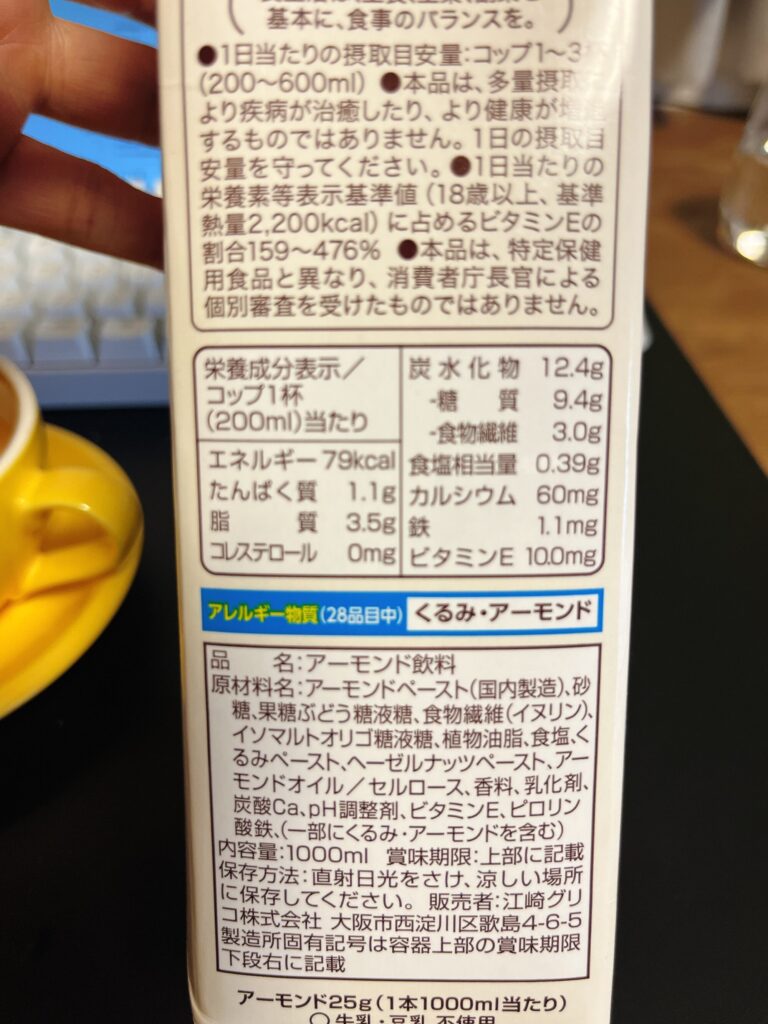 基本に、食事のバランスを。
●1日当たりの摂取目安量:コップ1〜3杯
(200〜600ml) ●本品は、多量摂取
より疾病が治癒したり、より健康が増進
するものではありません。1日の摂取目
安量を守ってください。●1日当たりの
栄養素等表示基準値(18歳以上、基準
熱量2,200kcal)に占めるビタミンEの
割合159〜476% ●本品は、特定保健
用食品と異なり、消費者庁長官による
個別審査を受けたものではありません。
栄養成分表示/
コップ1杯
(200ml)当たり
エネルギー 79kcal
たんぱく質 1.1g
脂質 3.5g
コレステロール 0mg
炭水化物 12.4g
-糖質 9.4g
-食物繊維 3.0g
食塩相当量 0.39g
カルシウム 60mg
鉄 1.1mg
ビタミンE 10.0mg
アレルギー物質(28品目中) くるみ・アーモンド
品名:アーモンド飲料
原材料名:アーモンドペースト(国内製造)、砂
糖、果糖ぶどう糖液糖、食物繊維(イヌリン)、
イソマルトオリゴ糖液糖、植物油脂、食塩、く
るみペースト、ヘーゼルナッツペースト、アー
モンドオイル/セルロース、香料、乳化剤、
炭酸Ca、pH調整剤、ビタミンE、ピロリン
酸鉄、(一部にくるみ・アーモンドを含む)
内容量:1000ml 賞味期限:上部に記載
保存方法:直射日光をさけ、涼しい場所
に保存してください。 販売者:江崎グリ
コ株式会社 大阪市西淀川区歌島4-6-5
製造所固有記号は容器上部の賞味期限
下段右に記載
アーモンド25g(1本1000ml当たり)
○牛乳・豆乳 不使用